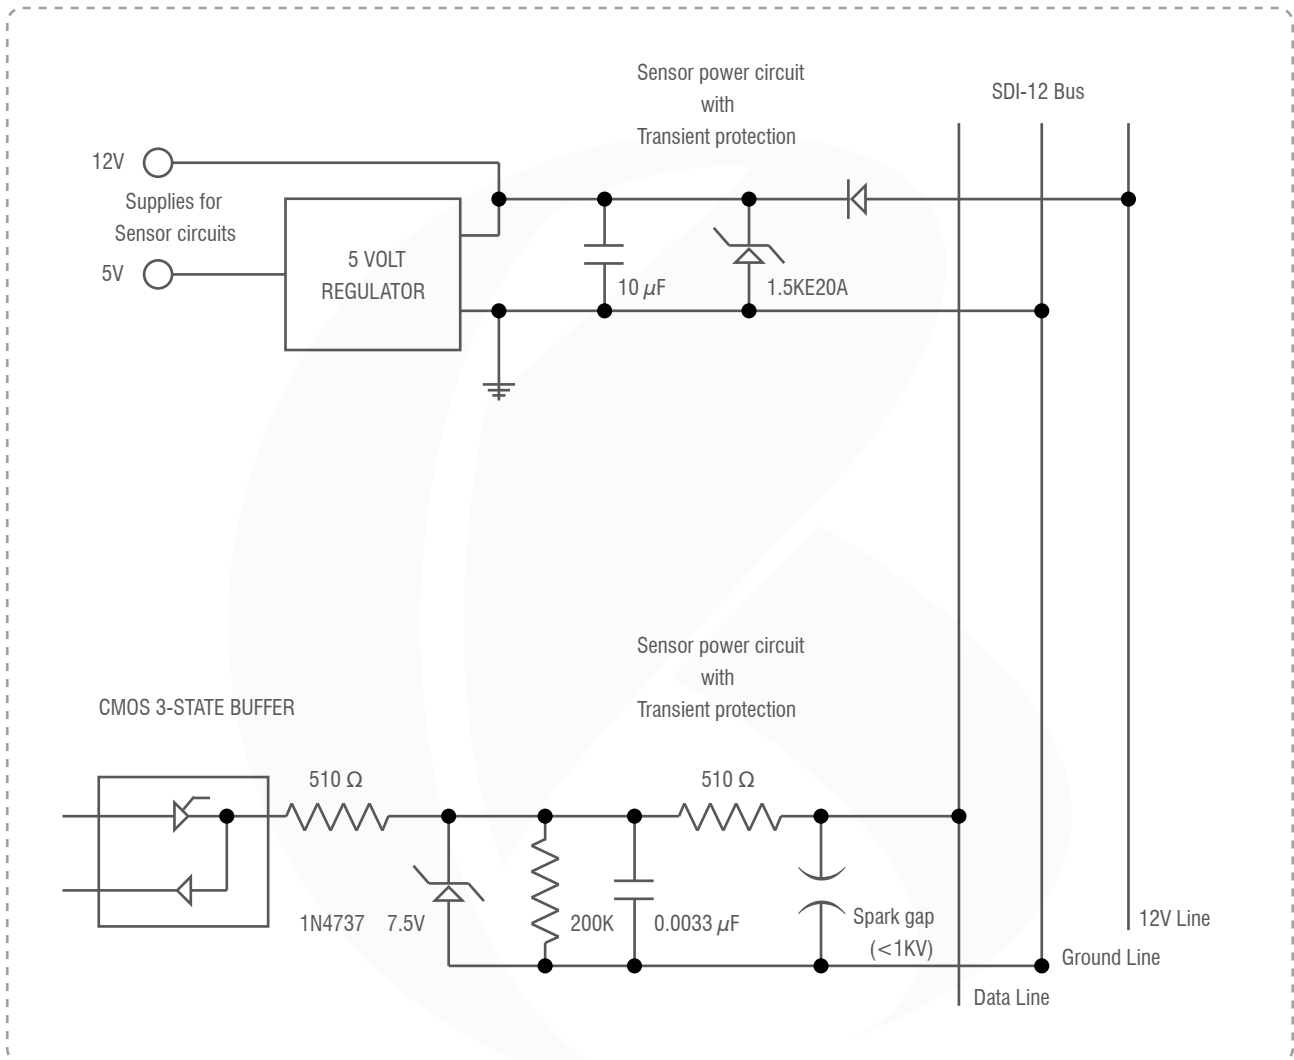 Sensor power circuit
with
Transient protection
SDI-12 Bus
12V
Supplies for
Sensor circuits
5V
5 VOLT
REGULATOR
10 µF
1.5KE20A
Sensor power circuit
with
Transient protection
CMOS 3-STATE BUFFER
510 Ω
510 Ω
1N4737 7.5V
200K
0.0033 µF
Spark gap
(<1KV)
12V Line
Ground Line
Data Line